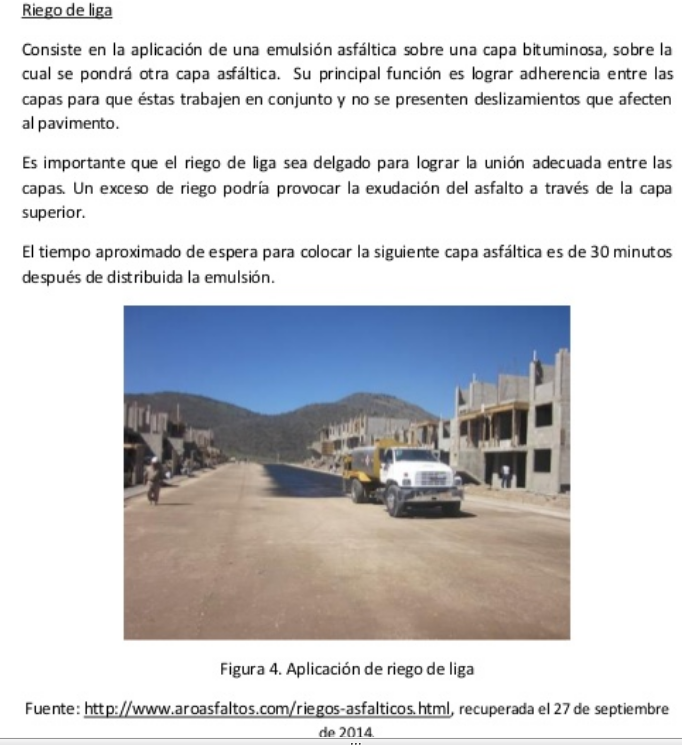 Riego de liga
Consiste en la aplicación de una emulsión asfáltica sobre una capa bituminosa, sobre la
cual se pondrá otra capa asfáltica. Su principal función es lograr adherencia entre las
capas para que éstas trabajen en conjunto y no se presenten deslizamientos que afecten
al pavimento.
Es importante que el riego de liga sea delgado para lograr la unión adecuada entre las
capas. Un exceso de riego podría provocar la exudación del asfalto a través de la capa
superior.
El tiempo aproximado de espera para colocar la siguiente capa asfáltica es de 30 minutos
después de distribuida la emulsión.
Figura 4. Aplicación de riego de liga
Fuente: http://www.aroasfaltos.com/riegos-asfalticos.html, recuperada el 27 de septiembre
de 2014.